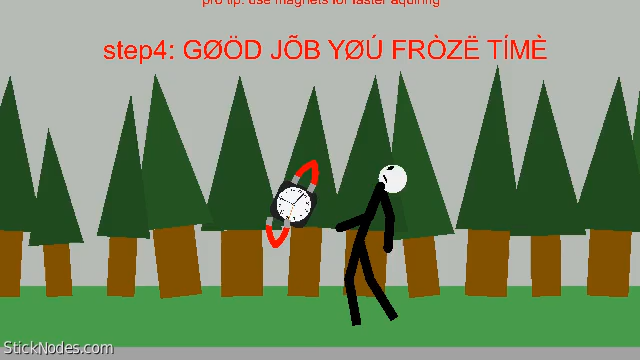 pro tip: use magnets for faster aquiring
step4: GØÖD JÕB YØÚ FRÒZË TÍMÈ
StickNodes.com